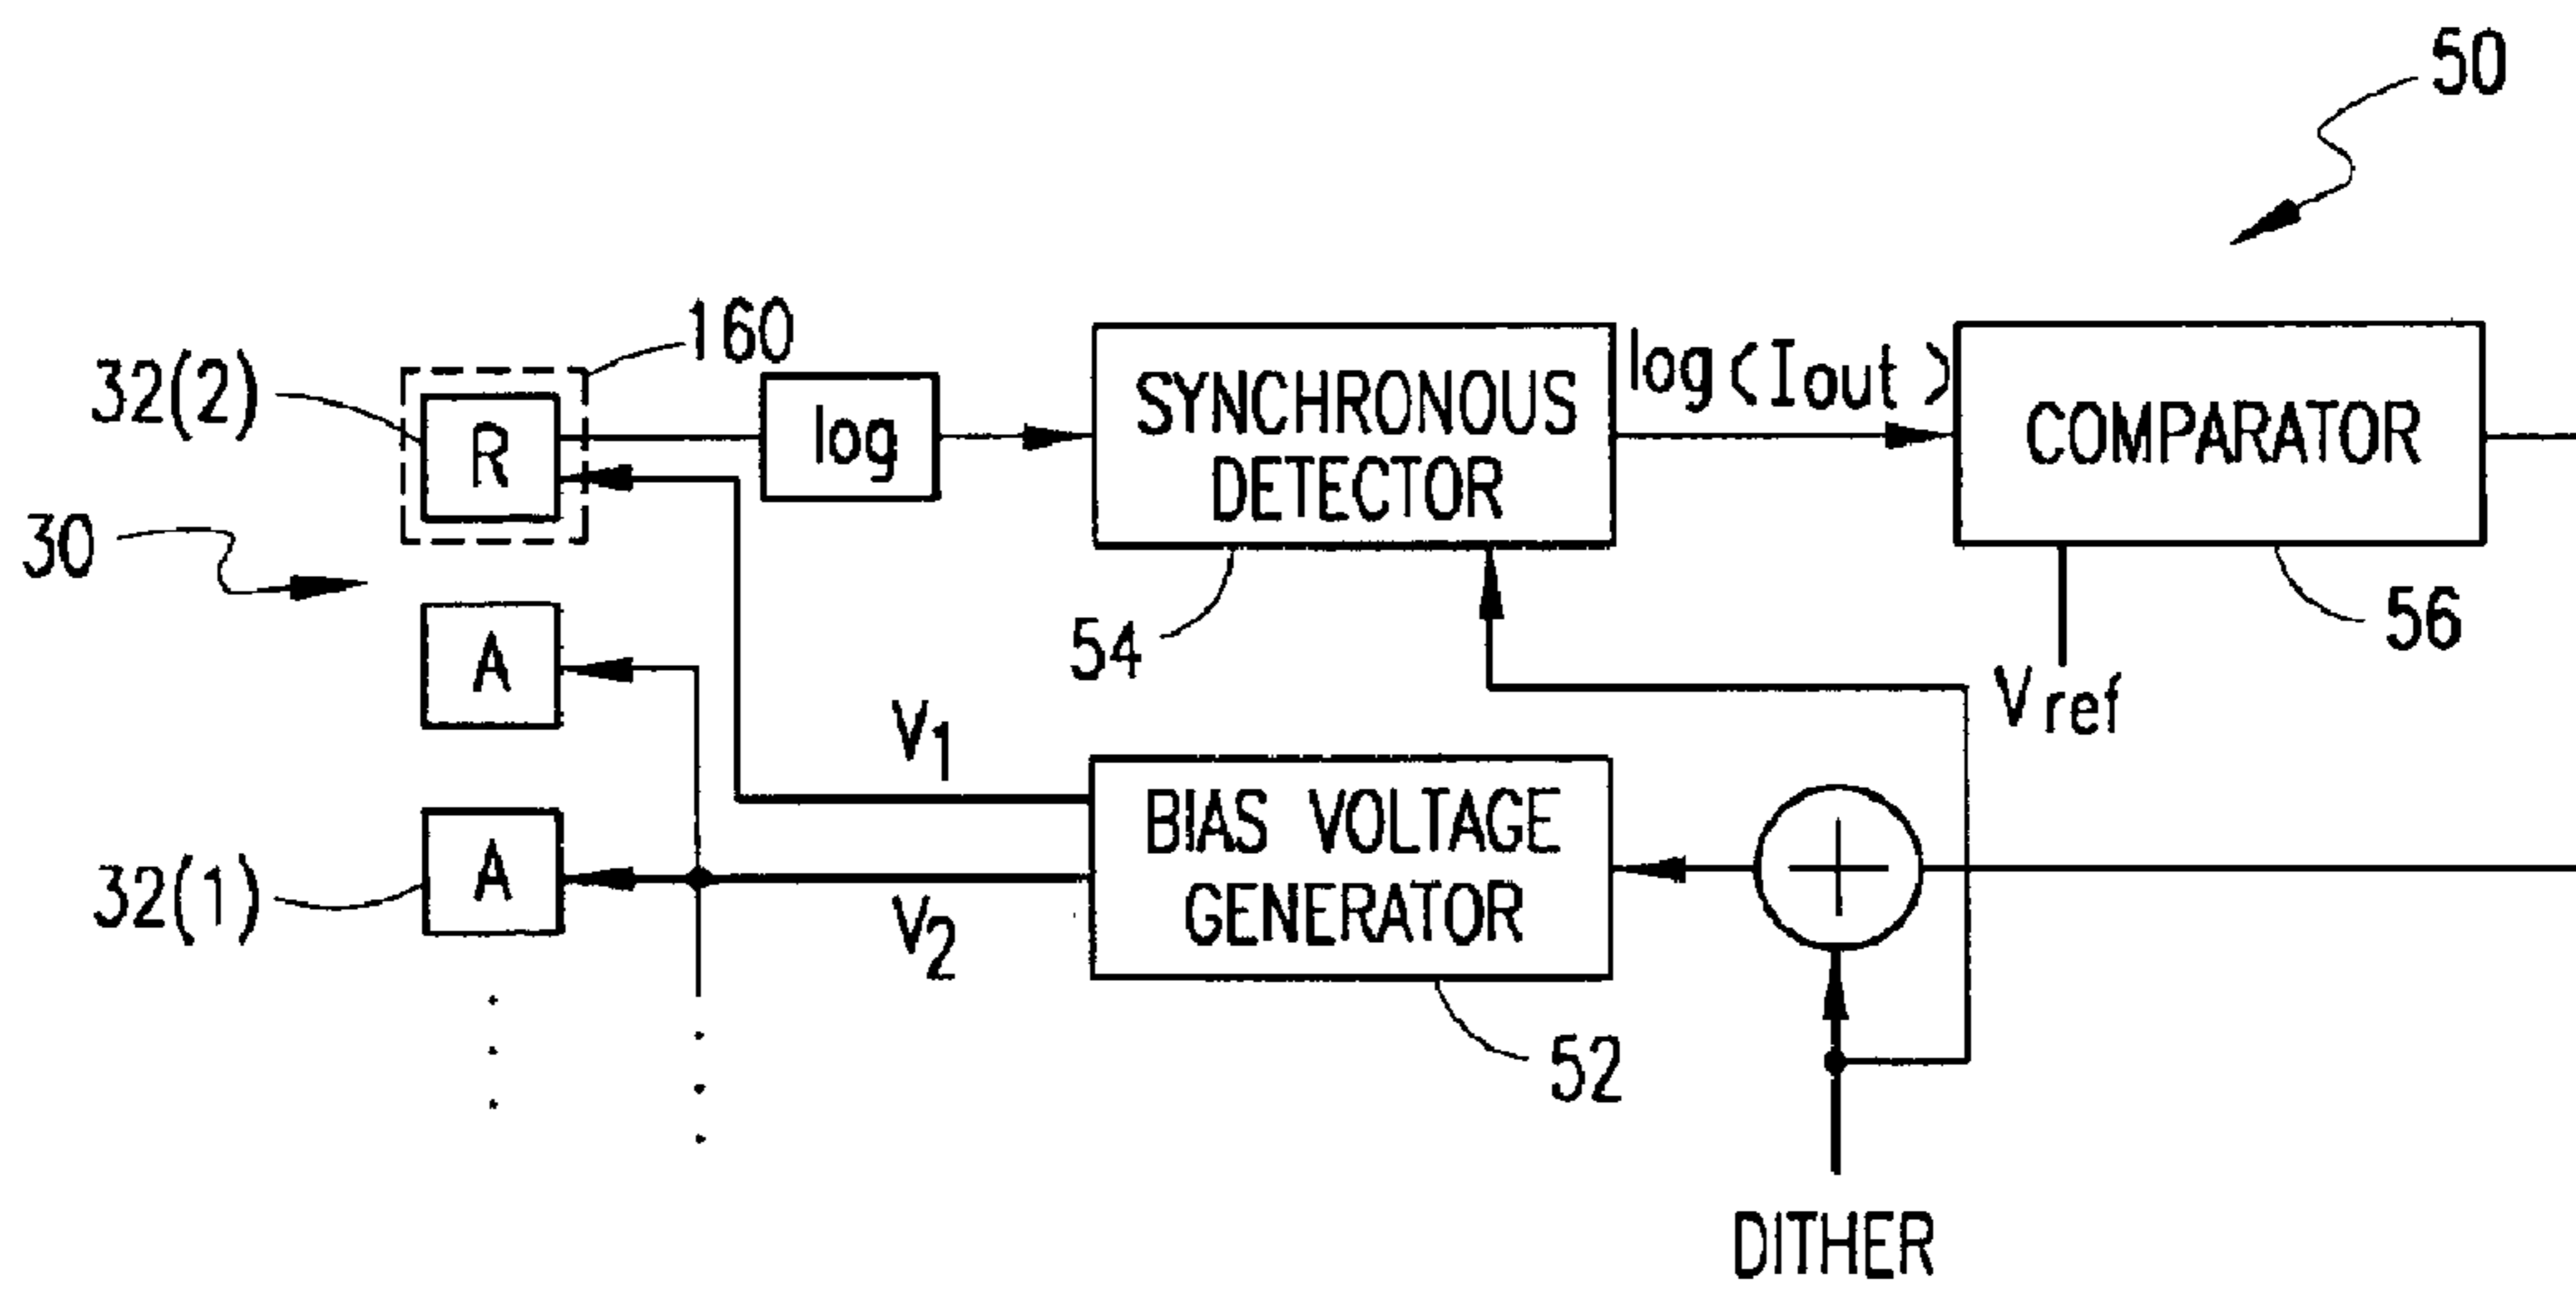 50
160
32(2)
R
log
SYNCHRONOUS
DETECTOR
log (Iout)
COMPARATOR
30
54
56
A
Vref
V1
BIAS VOLTAGE
GENERATOR
+
32(1)
A
V2
52
DITHER